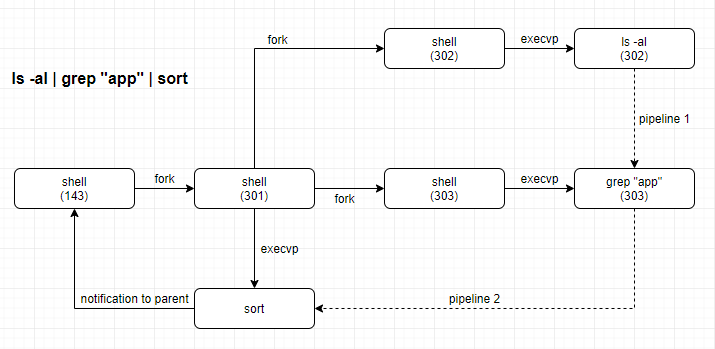 fork
shell
(302)
execvp
ls -al
(302)
ls -al | grep "app" | sort
pipeline 1
shell
(143)
fork
shell
(301)
fork
shell
(303)
execvp
grep "app"
(303)
execvp
notification to parent
sort
pipeline 2